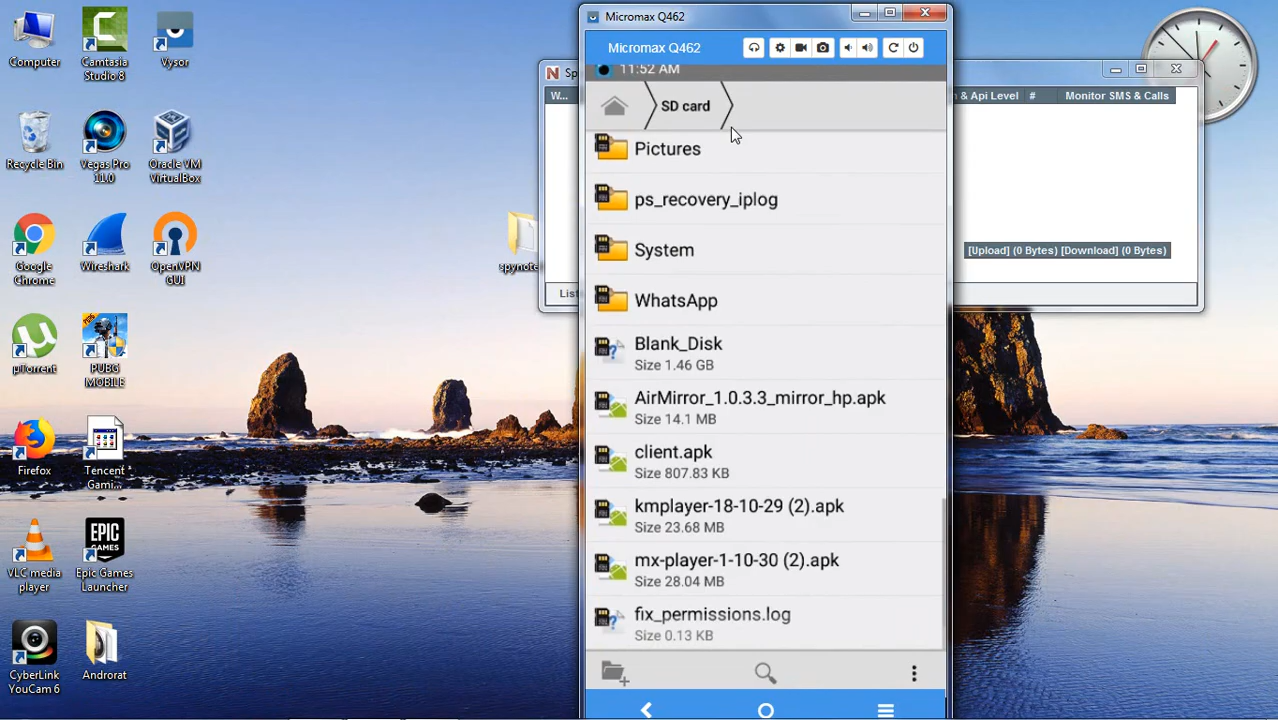 Computer
Camtasia
Studio 8
Vysor
Recycle Bin
Vegas Pro
11.0
Oracle VM
VirtualBox
Google
Chrome
Wireshark
OpenVPN
GUI
µTorrent
PUBG
MOBILE
Firefox
Tencent
Gami...
VLC media
player
EPIC
GAMES
Epic Games
Launcher
CyberLink
YouCam 6
Androrat
spynote
Sp
W...
& Api Level
#
Monitor SMS & Calls
[Upload] (0 Bytes) [Download] (0 Bytes)
List
Micromax Q462
Micromax Q462
11:52 AM
SD card
Pictures
ps_recovery_iplog
System
WhatsApp
Blank_Disk
Size 1.46 GB
AirMirror_1.0.3.3_mirror_hp.apk
Size 14.1 MB
client.apk
Size 807.83 KB
kmplayer-18-10-29 (2).apk
Size 23.68 MB
mx-player-1-10-30 (2).apk
Size 28.04 MB
fix_permissions.log
Size 0.13 KB